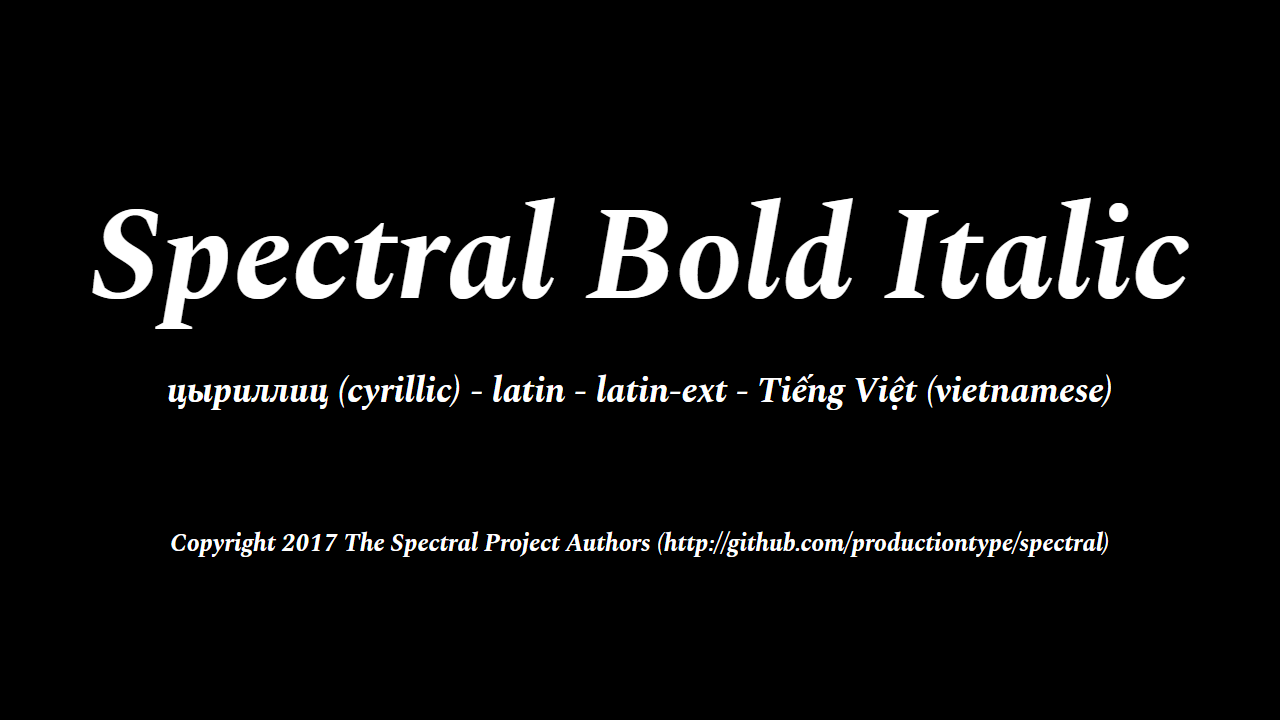 Spectral Bold Italic
цыриллиц (cyrillic) - latin - latin-ext - Tiếng Việt (vietnamese)
Copyright 2017 The Spectral Project Authors (http://github.com/productiontype/spectral)